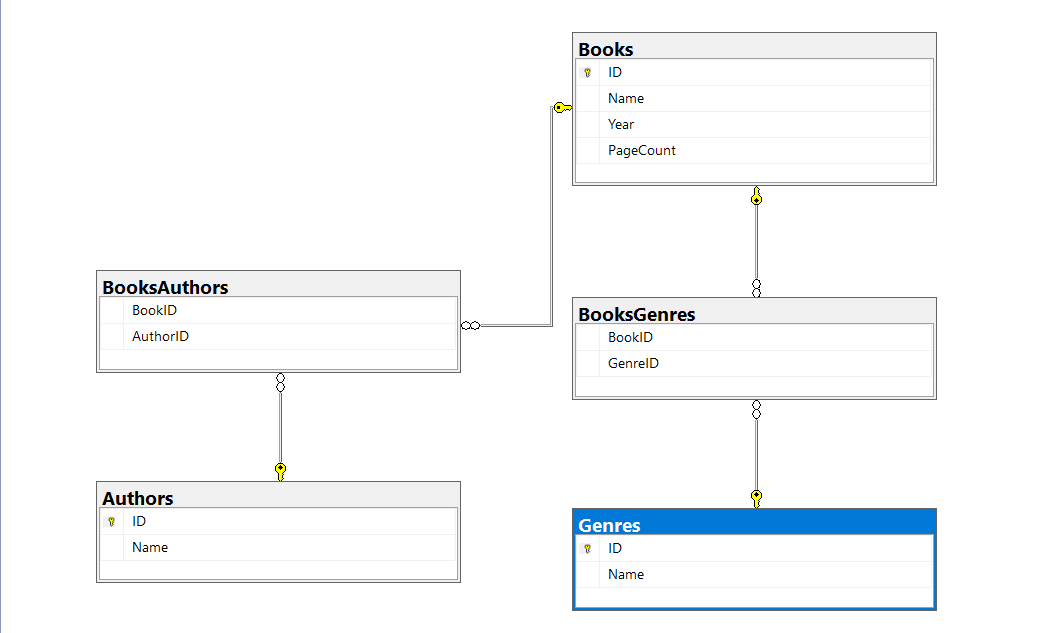 Books
ID
Name
Year
PageCount
BooksAuthors
BookID
AuthorID
BooksGenres
BookID
GenreID
Authors
ID
Name
Genres
ID
Name